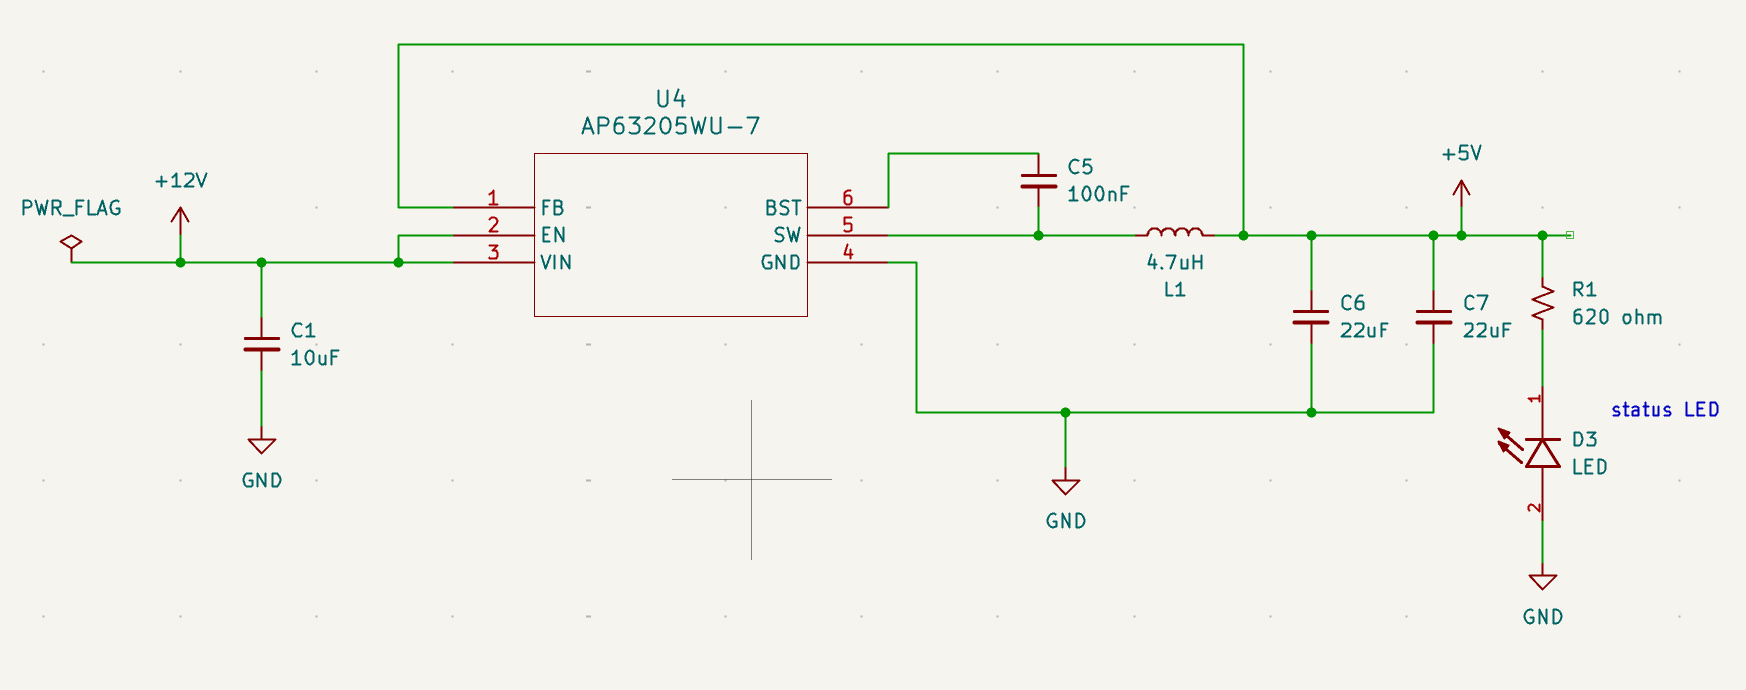 U4
AP63205WU-7
+12V
PWR_FLAG
1
FB
2
EN
3
VIN
BST
6
SW
5
GND
4
C5
100nF
+5V
4.7uH
L1
C1
10uF
GND
C6
22uF
C7
22uF
R1
620 ohm
1
status LED
D3
LED
2
GND
GND